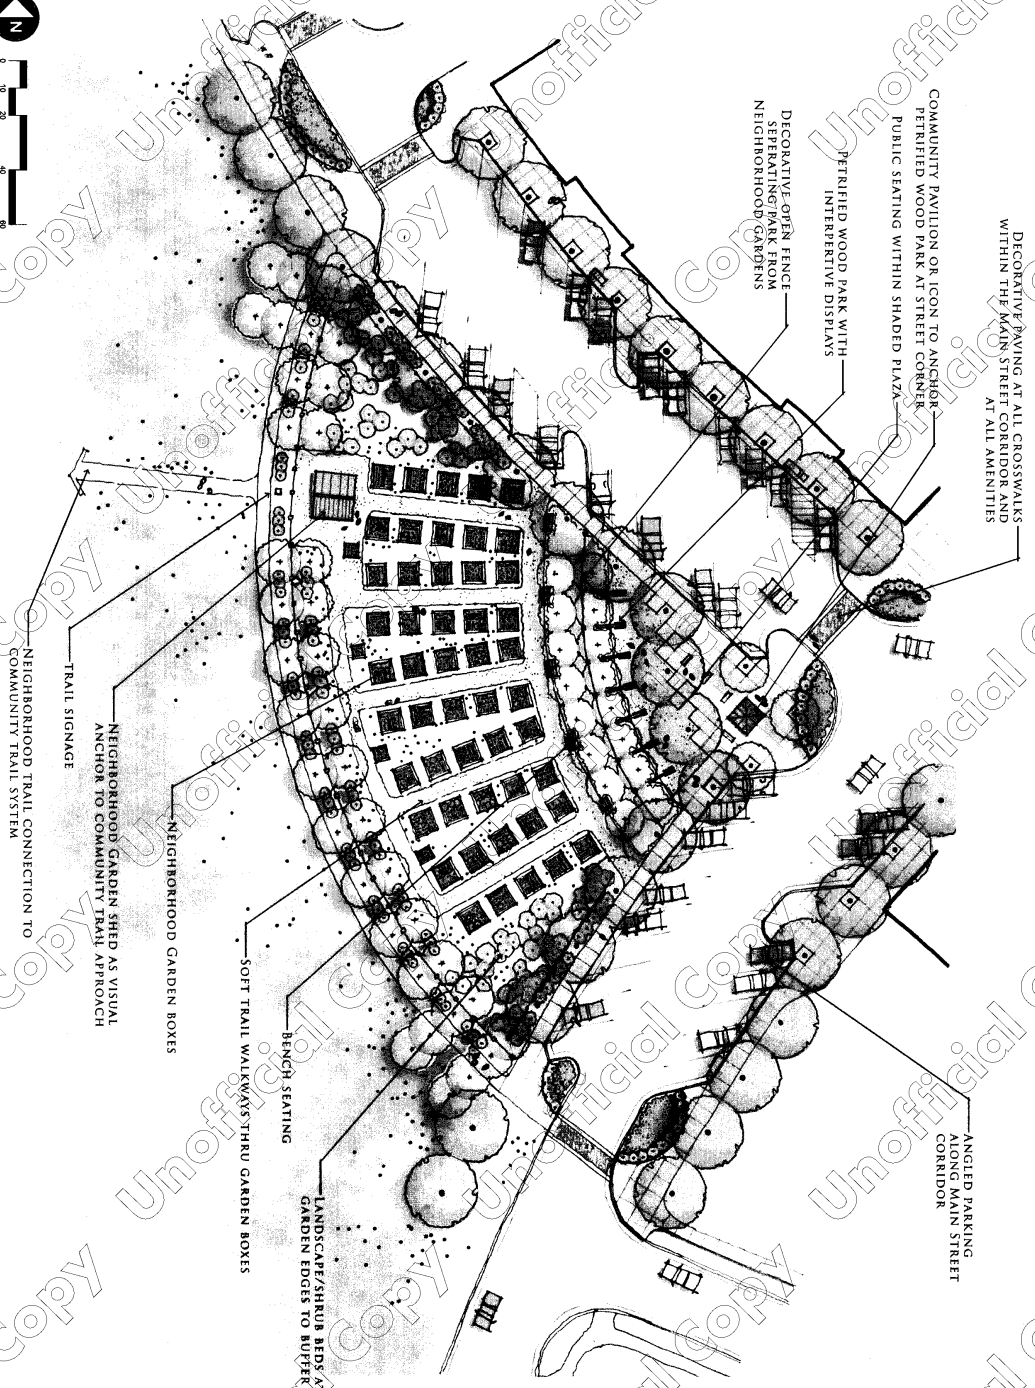 DECORATIVE PAVING AT ALL CROSSWALKS
WITHIN THE MAIN STREET CORRIDOR AND
AT ALL AMENITIES
COMMUNITY PAVILION OR ICON TO ANCHOR
PETRIFIED WOOD PARK AT STREET CORNER
PUBLIC SEATING WITHIN SHADED PLAZA
PETRIFIED WOOD PARK WITH
INTERPERTIVE DISPLAYS
DECORATIVE OPEN FENCE
SEPERATING PARK FROM
NEIGHBORHOOD GARDENS
ANGLED PARKING
ALONG MAIN STREET
CORRIDOR
LANDSCAPE/SHRUB BEDS
GARDEN EDGES TO BUFFER
BENCH SEATING
SOFT TRAIL WALKWAYS THRU GARDEN BOXES
NEIGHBORHOOD GARDEN BOXES
NEIGHBORHOOD GARDEN SHED AS VISUAL
ANCHOR TO COMMUNITY TRAIL APPROACH
TRAIL SIGNAGE
NEIGHBORHOOD TRAIL CONNECTION TO
COMMUNITY TRAIL SYSTEM
N
0 10 20 40 60
Unofficial Copy